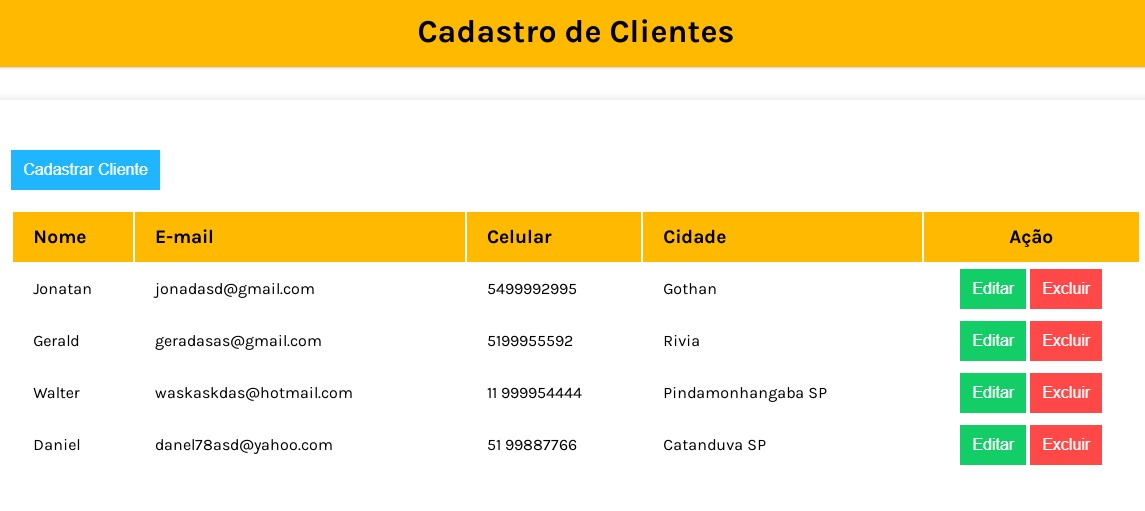 Cadastro de Clientes
Cadastrar Cliente
Nome E-mail Celular Cidade Ação
Jonatan jonadasd@gmail.com 5499992995 Gothan Editar Excluir
Gerald geradasas@gmail.com 5199955592 Rivia Editar Excluir
Walter waskaskdas@hotmail.com 11 999954444 Pindamonhangaba SP Editar Excluir
Daniel danel78asd@yahoo.com 51 99887766 Catanduva SP Editar Excluir